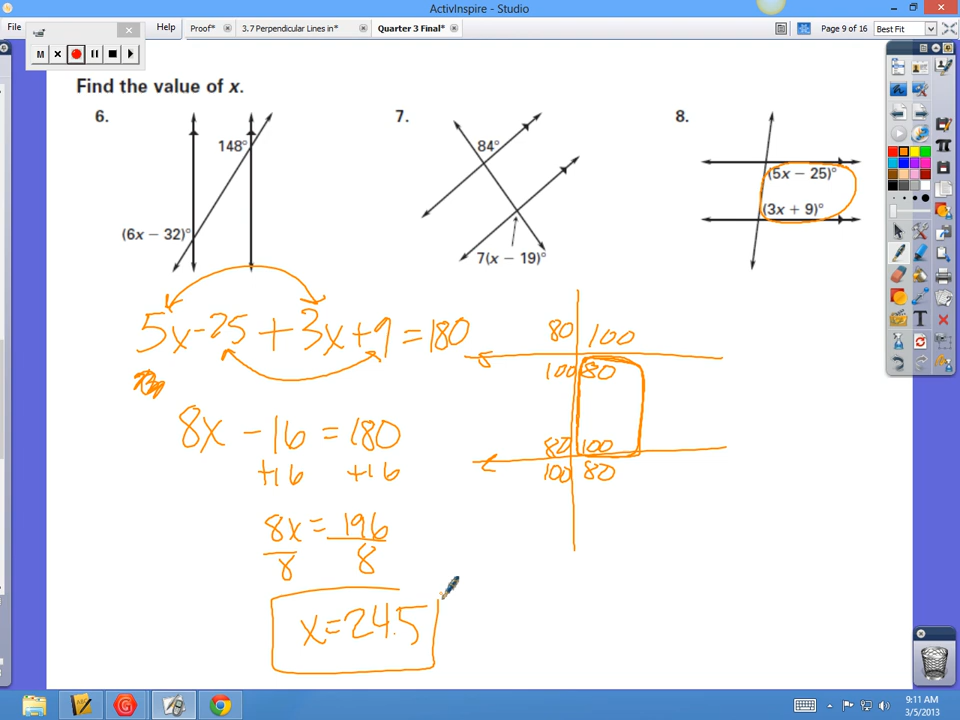 ActivInspire - Studio
File
Help
Proof*
3.7 Perpendicular Lines in*
Quarter 3 Final*
Page 9 of 16
Best Fit
M
Find the value of x.
6.
148°
(6x − 32)°
7.
84°
7(x − 19)°
8.
(5x − 25)°
(3x + 9)°
5x-25 + 3x+9 = 180
8x - 16 = 180
+16 +16
8x = 196
8 8
x=24.5
80 100
100 80
80 100
100 80
9:11 AM
3/5/2013